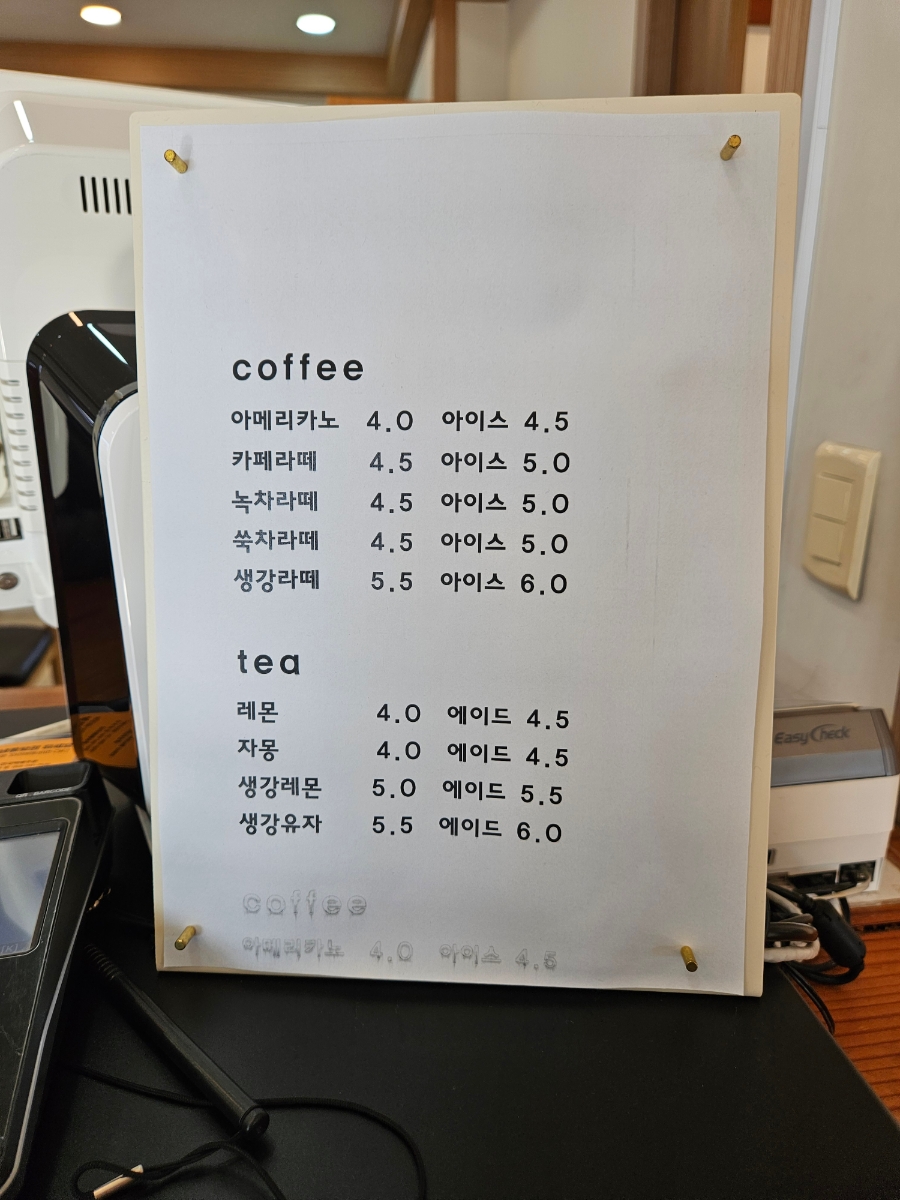 coffee
아메리카노 4.0 아이스 4.5
카페라떼 4.5 아이스 5.0
녹차라떼 4.5 아이스 5.0
쑥차라떼 4.5 아이스 5.0
생강라떼 5.5 아이스 6.0
tea
레몬 4.0 에이드 4.5
자몽 4.0 에이드 4.5
생강레몬 5.0 에이드 5.5
생강유자 5.5 에이드 6.0
coffee
아메리카노 4.0 아이스 4.5
EasyCheck